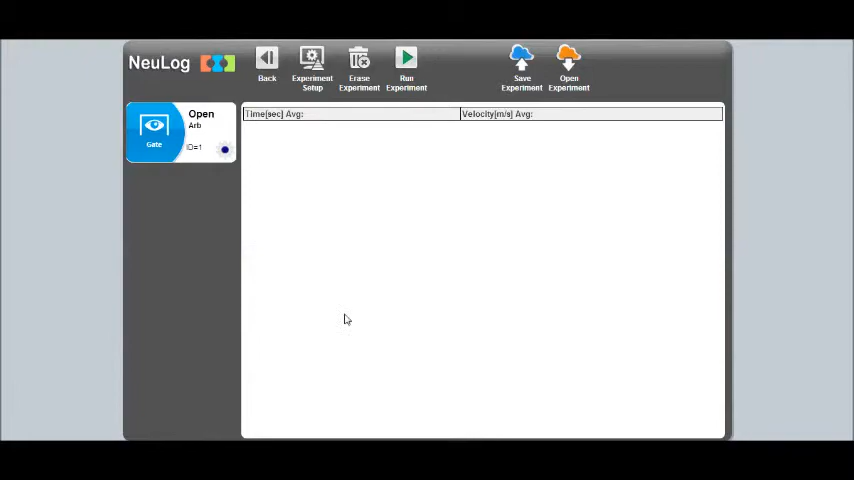 NeuLog
Back
Experiment Setup
Erase Experiment
Run Experiment
Save Experiment
Open Experiment
Open
Arb
ID=1
Gate
Time[sec] Avg:
Velocity[m/s] Avg: